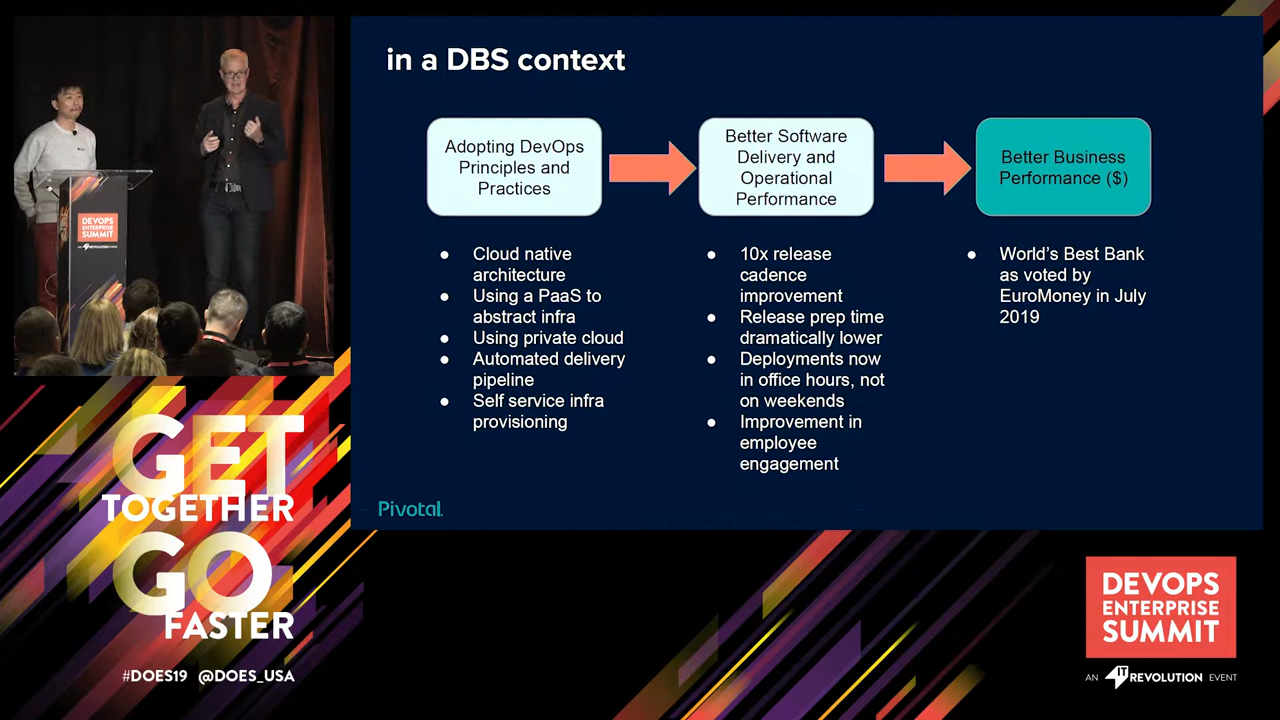 in a DBS context
Adopting DevOps
Principles and
Practices
Better Software
Delivery and
Operational
Performance
Better Business
Performance ($)
● Cloud native
architecture
● Using a PaaS to
abstract infra
● Using private cloud
● Automated delivery
pipeline
● Self service infra
provisioning
● 10x release
cadence
improvement
● Release prep time
dramatically lower
● Deployments now
in office hours, not
on weekends
● Improvement in
employee
engagement
● World's Best Bank
as voted by
EuroMoney in July
2019
Pivotal
DEVOPS
ENTERPRISE
SUMMIT
AN IT REVOLUTION EVENT
GET
TOGETHER
GO
FASTER
#DOES19 @DOES_USA
DEVOPS
ENTERPRISE
SUMMIT
AN IT REVOLUTION EVENT